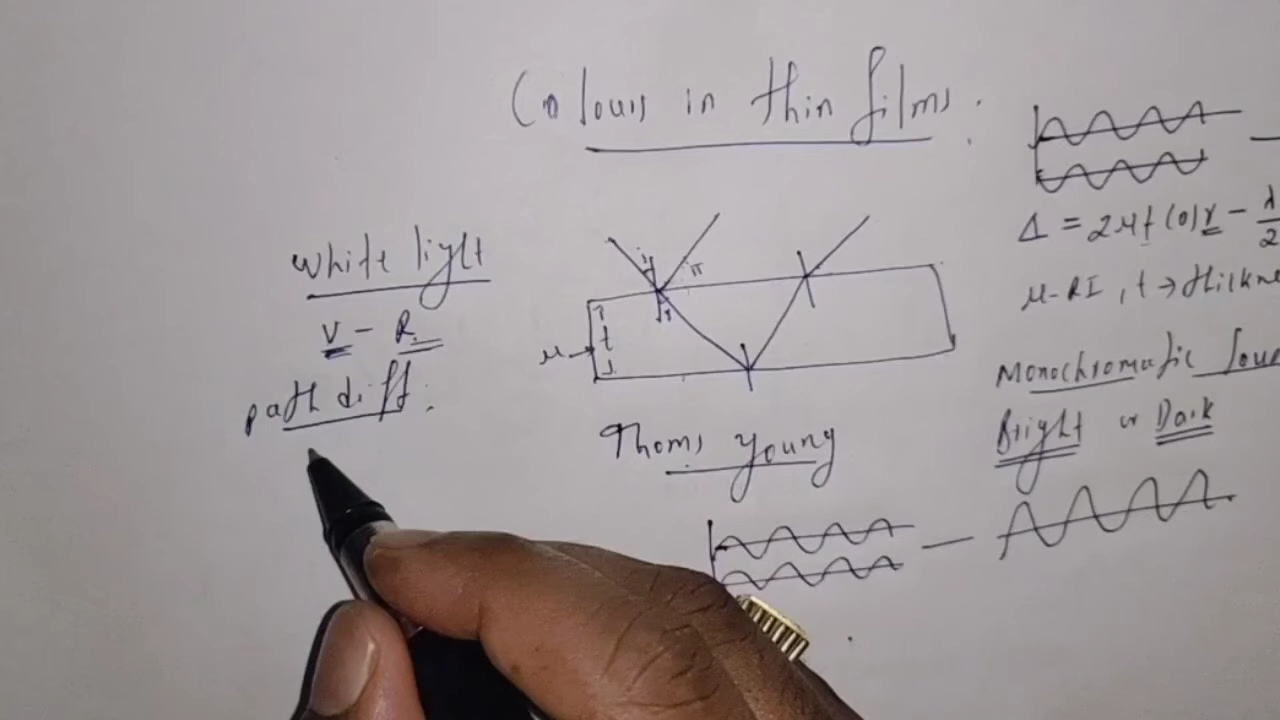 Colours in thin films.
White light
V - R.
path diff.
i
π
r
t
μ
Thoms young
Δ = 2μt cos r - λ/2
μ-RI, t→thickne
Monochromatic Sou
Bright or Dark